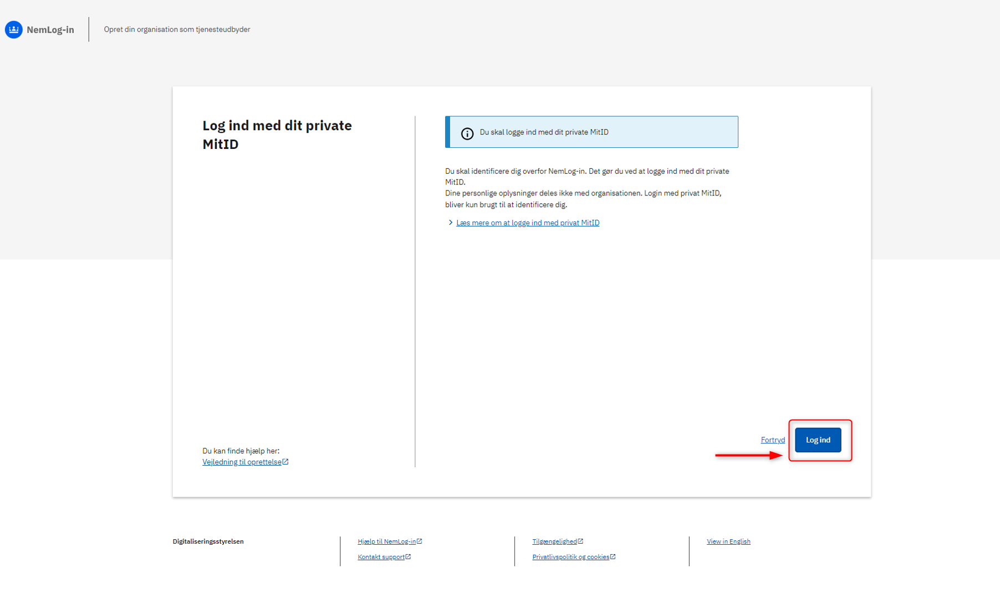 NemLog-in
Opret din organisation som tjenesteudbyder
Log ind med dit private
MitID
Du skal logge ind med dit private MitID
Du skal identificere dig overfor NemLog-in. Det gør du ved at logge ind med dit private
MitID.
Dine personlige oplysninger deles ikke med organisationen. Login med privat MitID,
bliver kun brugt til at identificere dig.
Læs mere om at logge ind med privat MitID
Fortryd
Log ind
Du kan finde hjælp her:
Vejledning til oprettelse
Digitaliseringsstyrelsen
Hjælp til NemLog-in
Kontakt support
Tilgængelighed
Privatlivspolitik og cookies
View in English